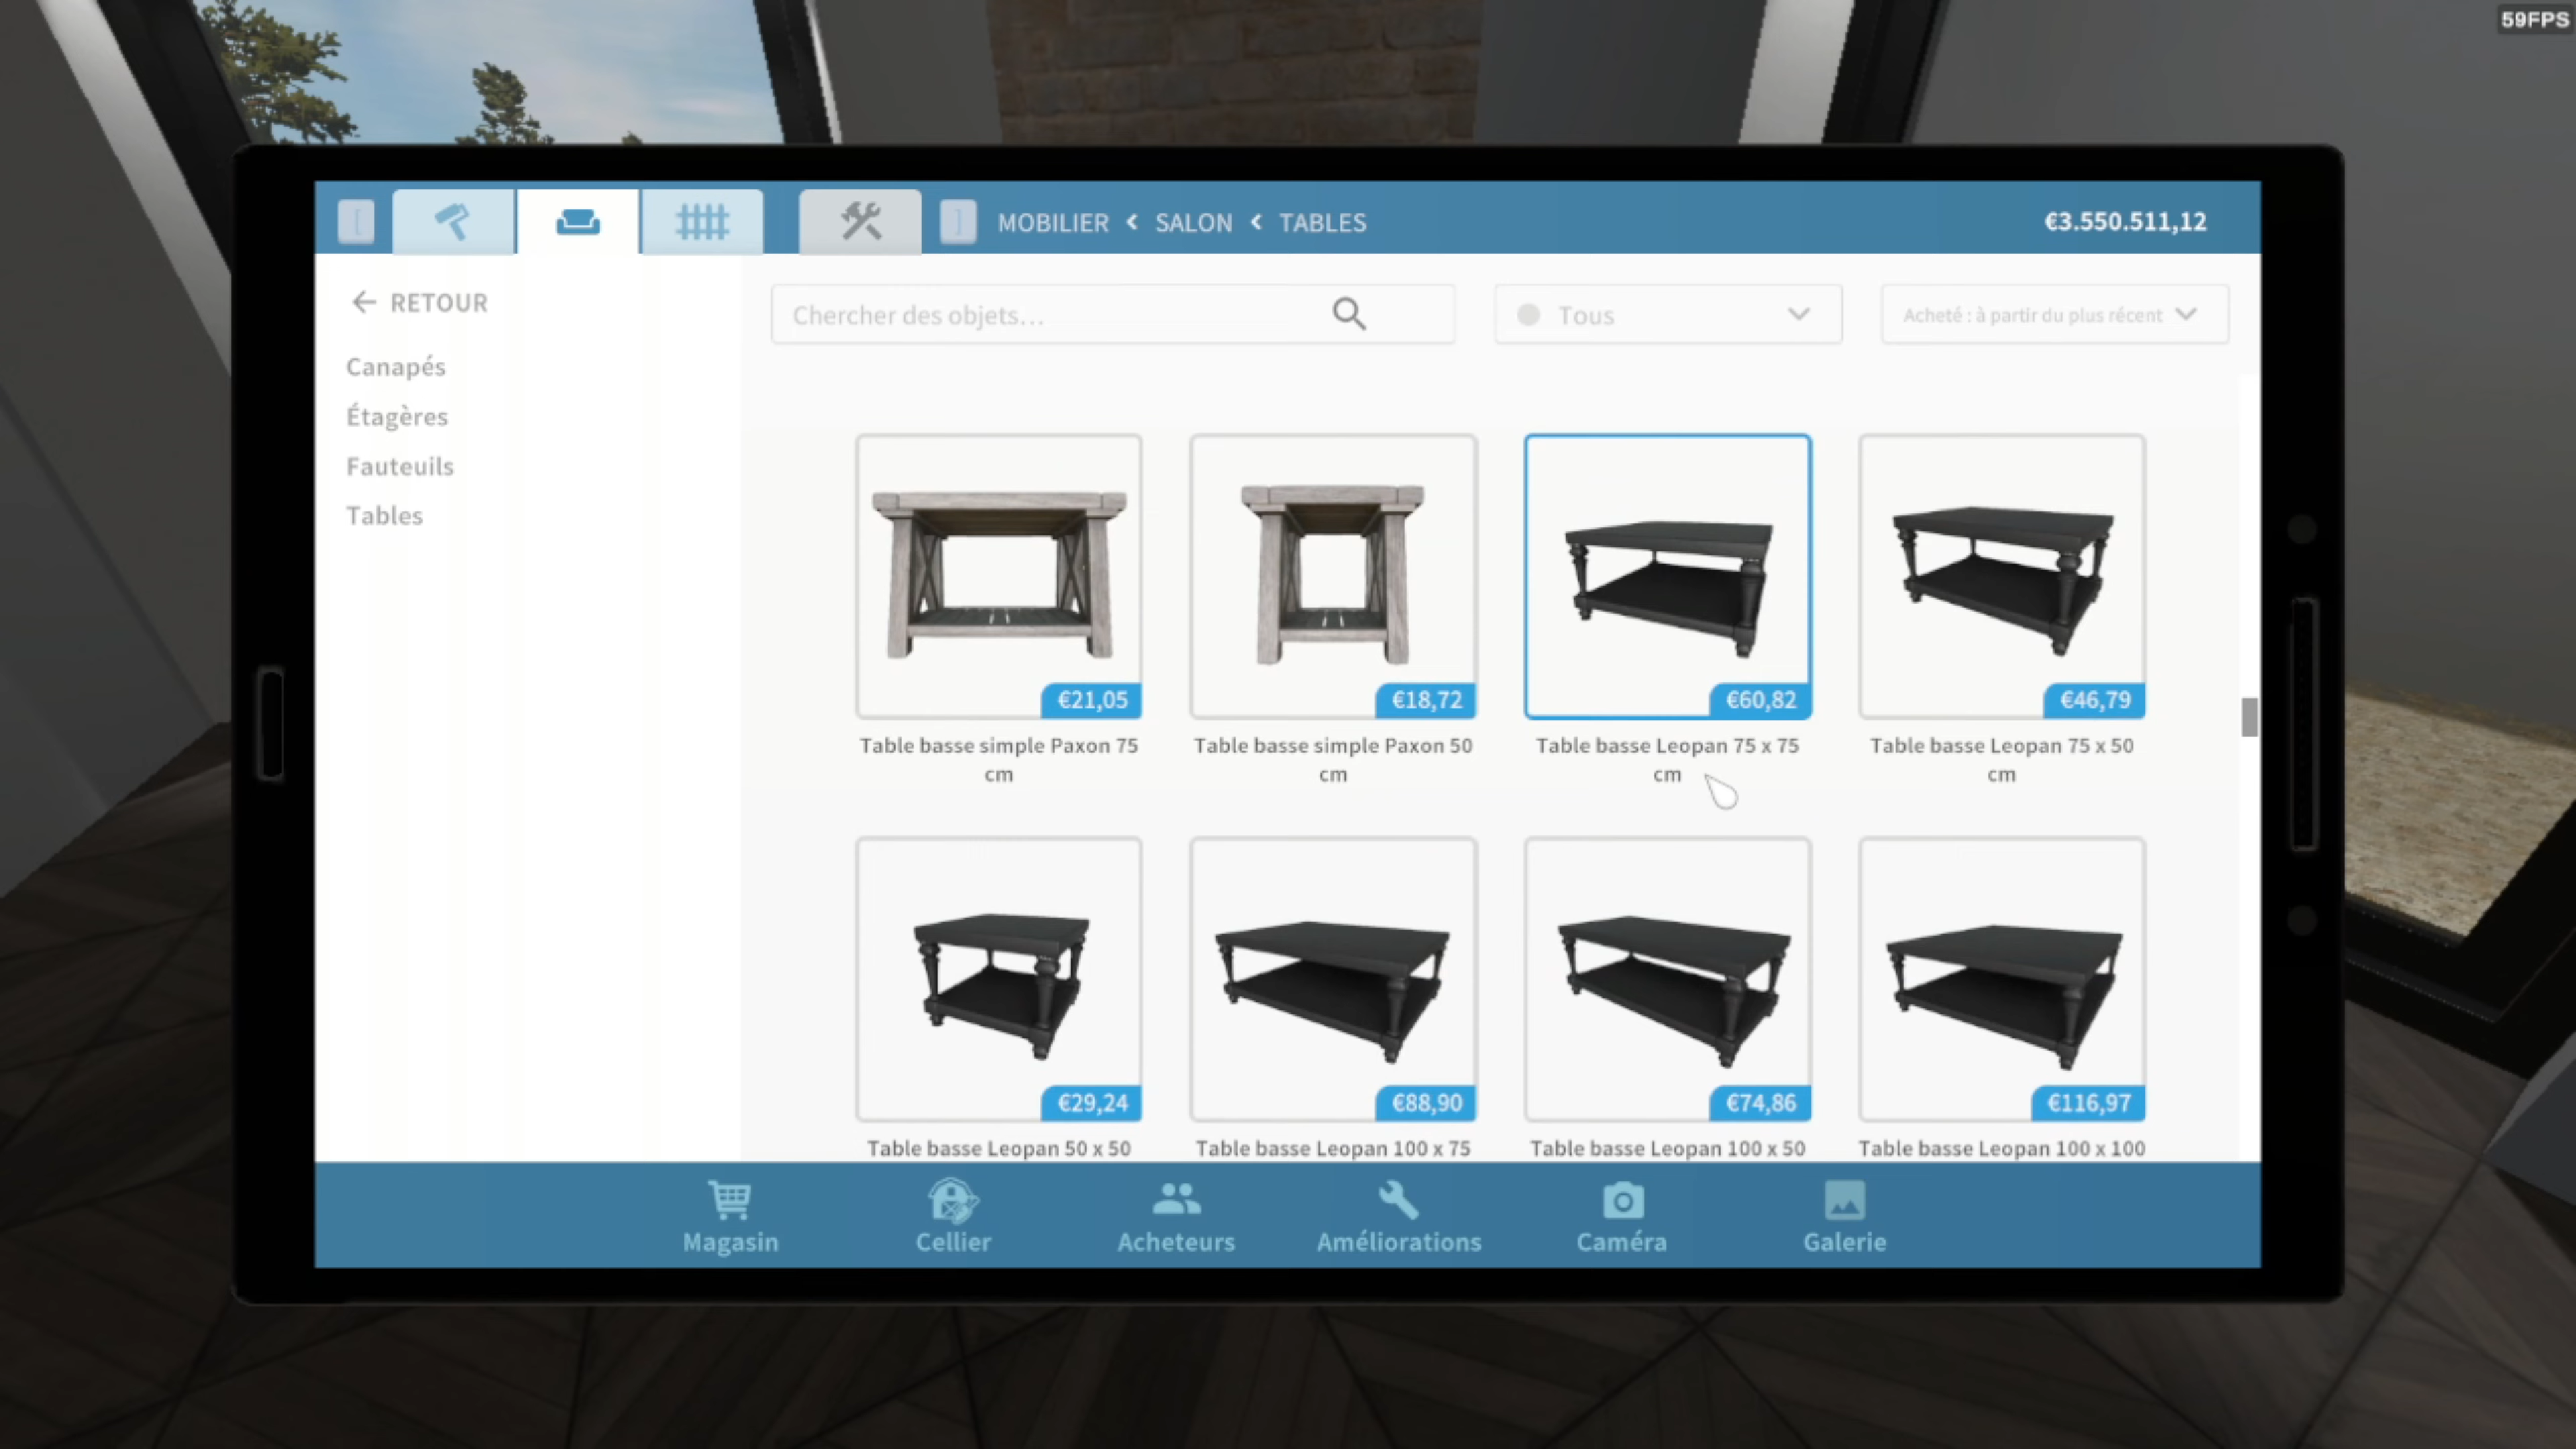 59FPS
[
]
MOBILIER < SALON < TABLES
€3.550.511,12
← RETOUR
Chercher des objets...
Tous
Acheté : à partir du plus récent
Canapés
Étagères
Fauteuils
Tables
€21,05
€18,72
€60,82
€46,79
Table basse simple Paxon 75
cm
Table basse simple Paxon 50
cm
Table basse Leopan 75 x 75
cm
Table basse Leopan 75 x 50
cm
€29,24
€88,90
€74,86
€116,97
Table basse Leopan 50 x 50
Table basse Leopan 100 x 75
Table basse Leopan 100 x 50
Table basse Leopan 100 x 100
Magasin
Cellier
Acheteurs
Améliorations
Caméra
Galerie